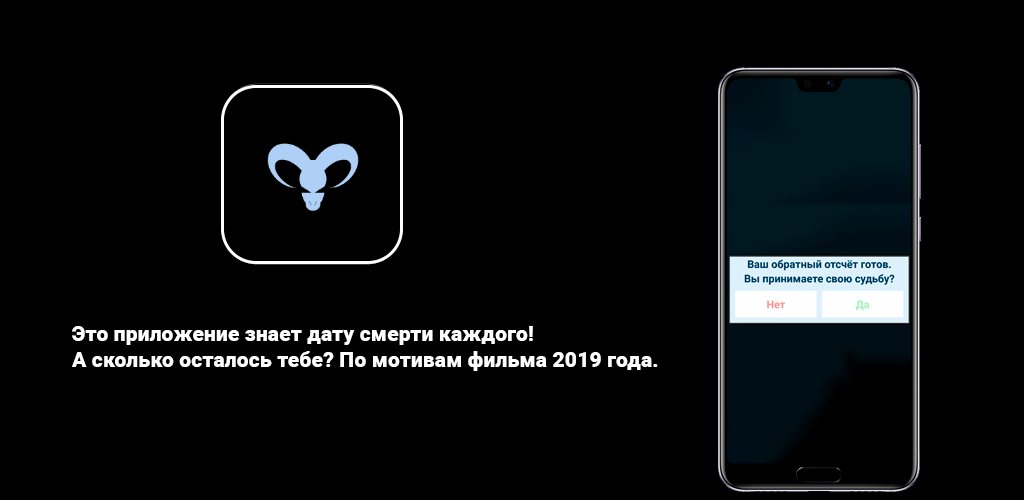 Это приложение знает дату смерти каждого!
А сколько осталось тебе? По мотивам фильма 2019 года.
Ваш обратный отсчёт готов.
Вы принимаете свою судьбу?
Нет
Да